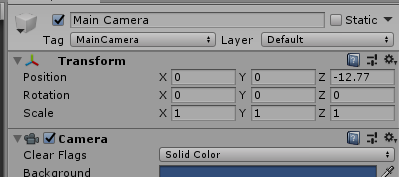 Main Camera Static
Tag MainCamera Layer Default
Transform
Position X 0 Y 0 Z -12.77
Rotation X 0 Y 0 Z 0
Scale X 1 Y 1 Z 1
Camera
Clear Flags Solid Color
Background